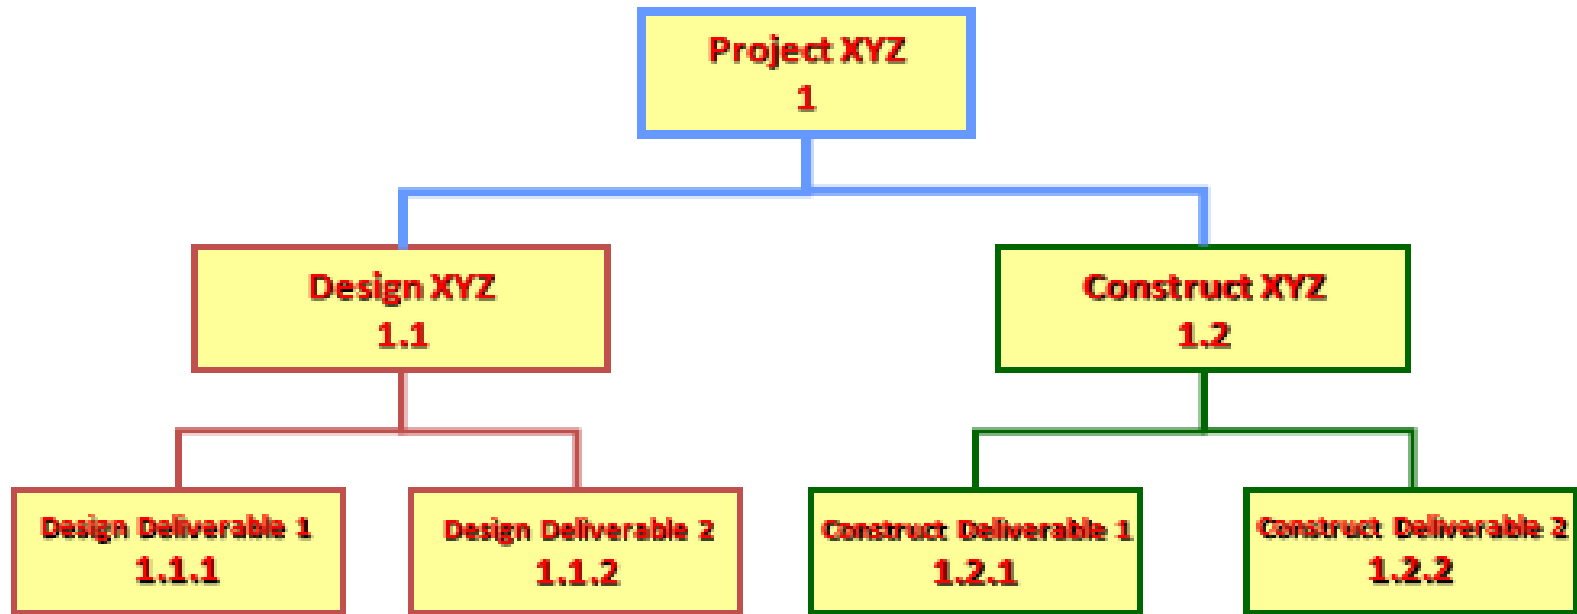 Project XYZ
1
Design XYZ
1.1
Construct XYZ
1.2
Design Deliverable 1
1.1.1
Design Deliverable 2
1.1.2
Construct Deliverable 1
1.2.1
Construct Deliverable 2
1.2.2